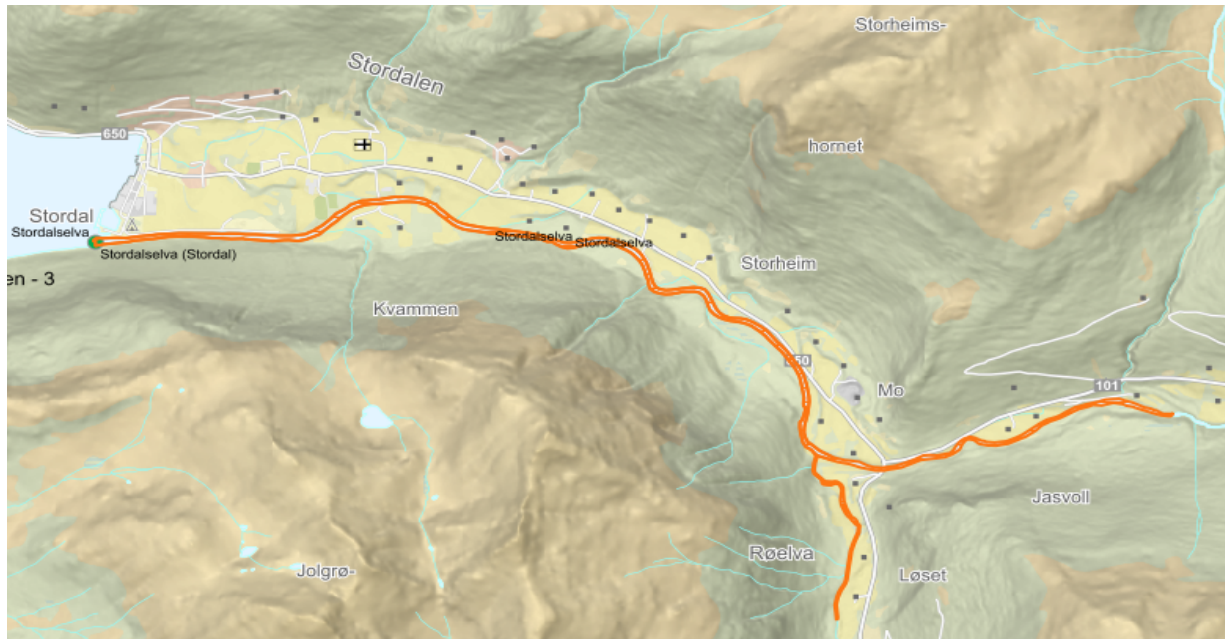 Storheims-
Stordalen
650
hornet
Stordal
Stordalselva
Stordalselva (Stordal)
Stordalselva
Stordalselva
Storheim
en - 3
Kvammen
Mo
101
Jasvoll
Røelva
Løset
Jolgrø-